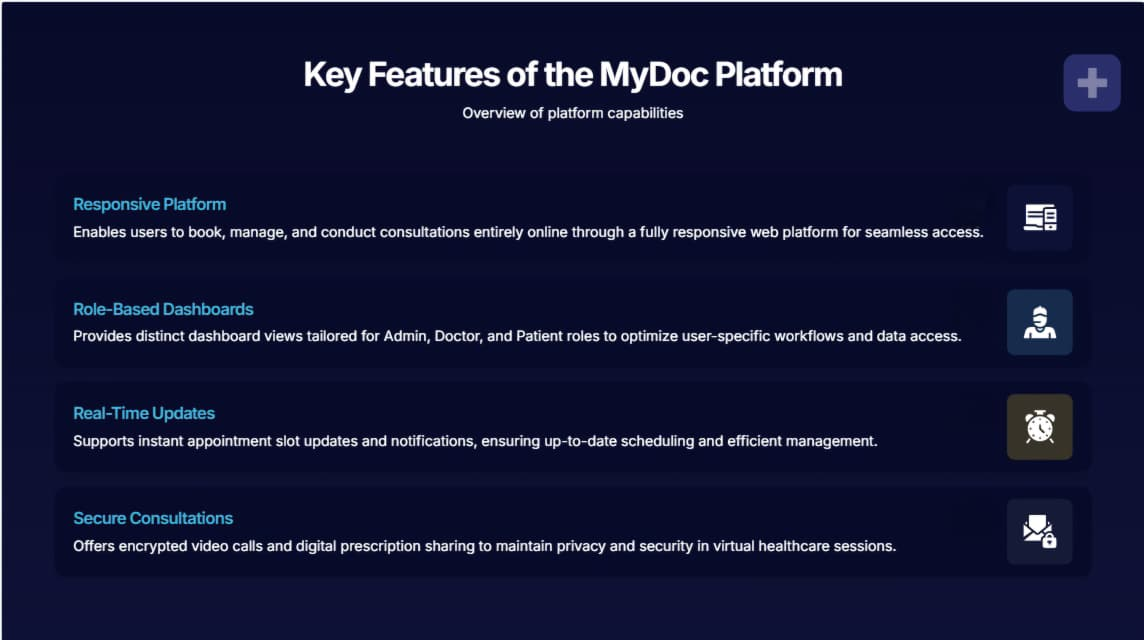 Key Features of the MyDoc Platform
Overview of platform capabilities
Responsive Platform
Enables users to book, manage, and conduct consultations entirely online through a fully responsive web platform for seamless access.
Role-Based Dashboards
Provides distinct dashboard views tailored for Admin, Doctor, and Patient roles to optimize user-specific workflows and data access.
Real-Time Updates
Supports instant appointment slot updates and notifications, ensuring up-to-date scheduling and efficient management.
Secure Consultations
Offers encrypted video calls and digital prescription sharing to maintain privacy and security in virtual healthcare sessions.